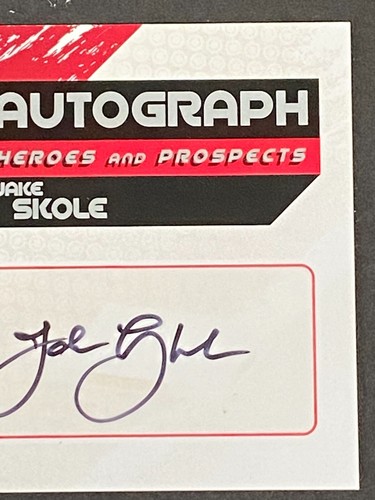 AUTOGRAPH
HEROES AND PROSPECTS
JAKE
SKOLE